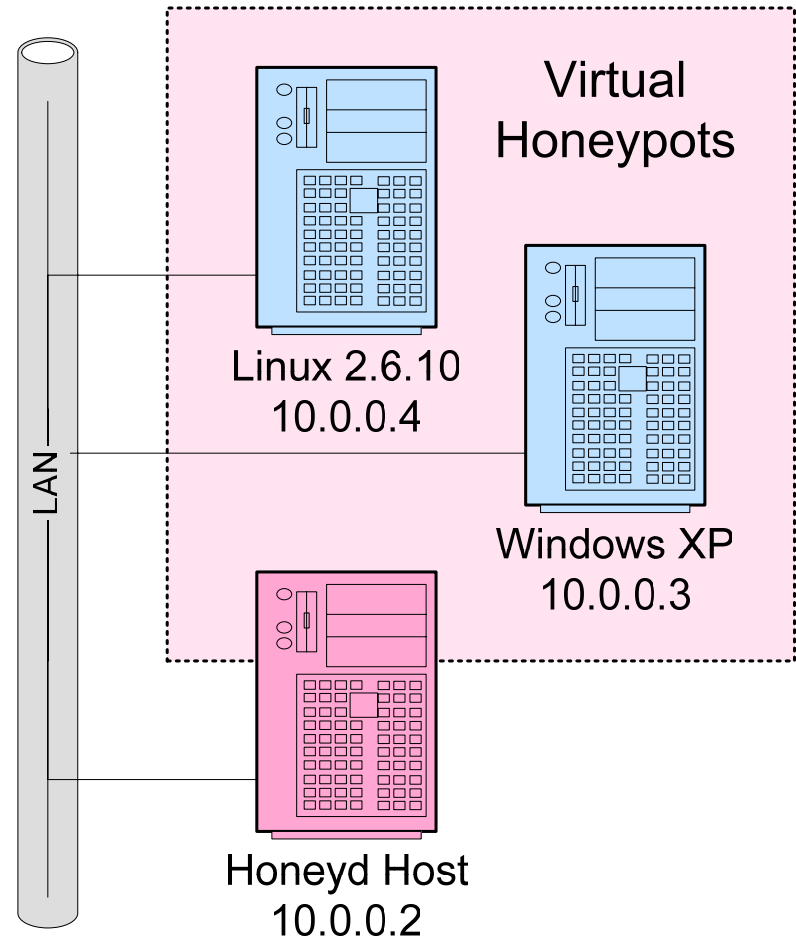 Virtual
Honeypots
Linux 2.6.10
10.0.0.4
LAN
Windows XP
10.0.0.3
Honeyd Host
10.0.0.2